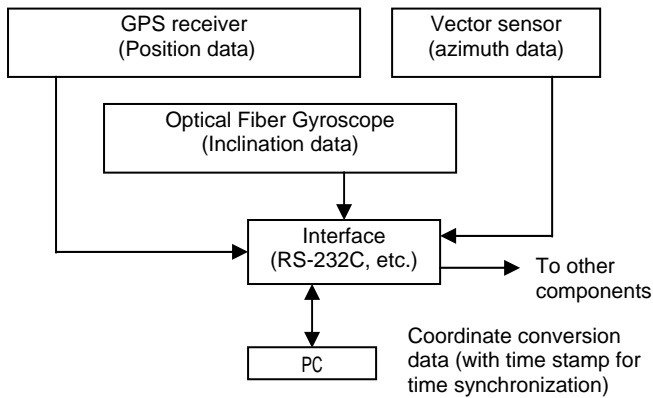 GPS receiver
(Position data)
Vector sensor
(azimuth data)
Optical Fiber Gyroscope
(Inclination data)
Interface
(RS-232C, etc.)
To other
components
PC
Coordinate conversion
data (with time stamp for
time synchronization)